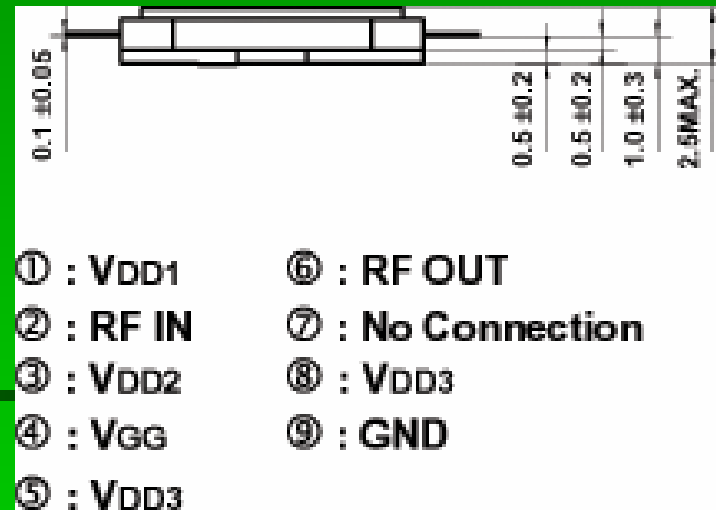 0.1 ±0.05
0.5 ±0.2
0.5 ±0.2
1.0 ±0.3
2.5MAX.
① : VDD1
② : RF IN
③ : VDD2
④ : VGG
⑤ : VDD3
⑥ : RF OUT
⑦ : No Connection
⑧ : VDD3
⑨ : GND